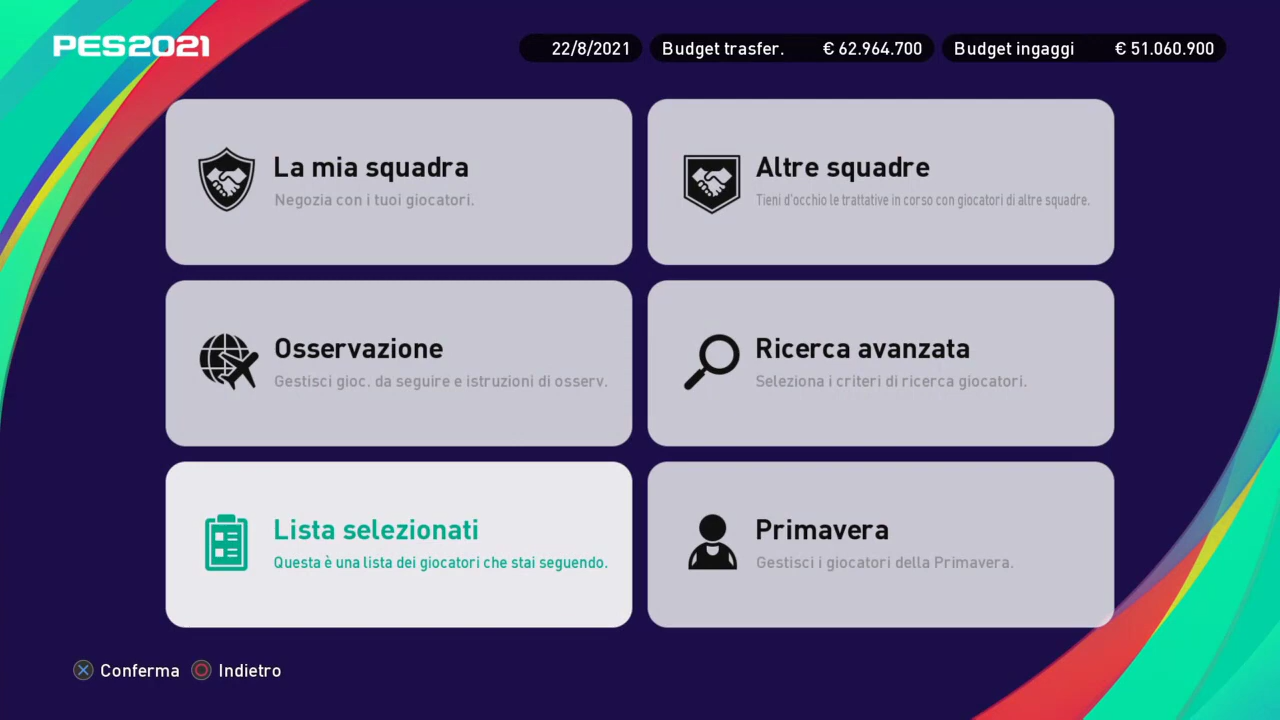 PES2021
22/8/2021
Budget trasfer. € 62.964.700
Budget ingaggi € 51.060.900
La mia squadra
Negozia con i tuoi giocatori.
Altre squadre
Tieni d'occhio le trattative in corso con giocatori di altre squadre.
Osservazione
Gestisci gioc. da seguire e istruzioni di osserv.
Ricerca avanzata
Seleziona i criteri di ricerca giocatori.
Lista selezionati
Questa è una lista dei giocatori che stai seguendo.
Primavera
Gestisci i giocatori della Primavera.
Conferma
Indietro